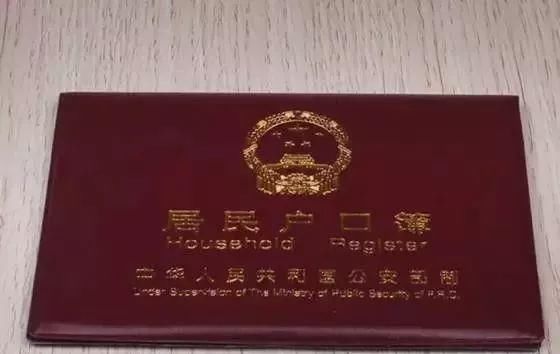 居民户口簿
Household Register
中华人民共和国公安部制
Under Supervision of The Ministry of Public Security of P.R.C.